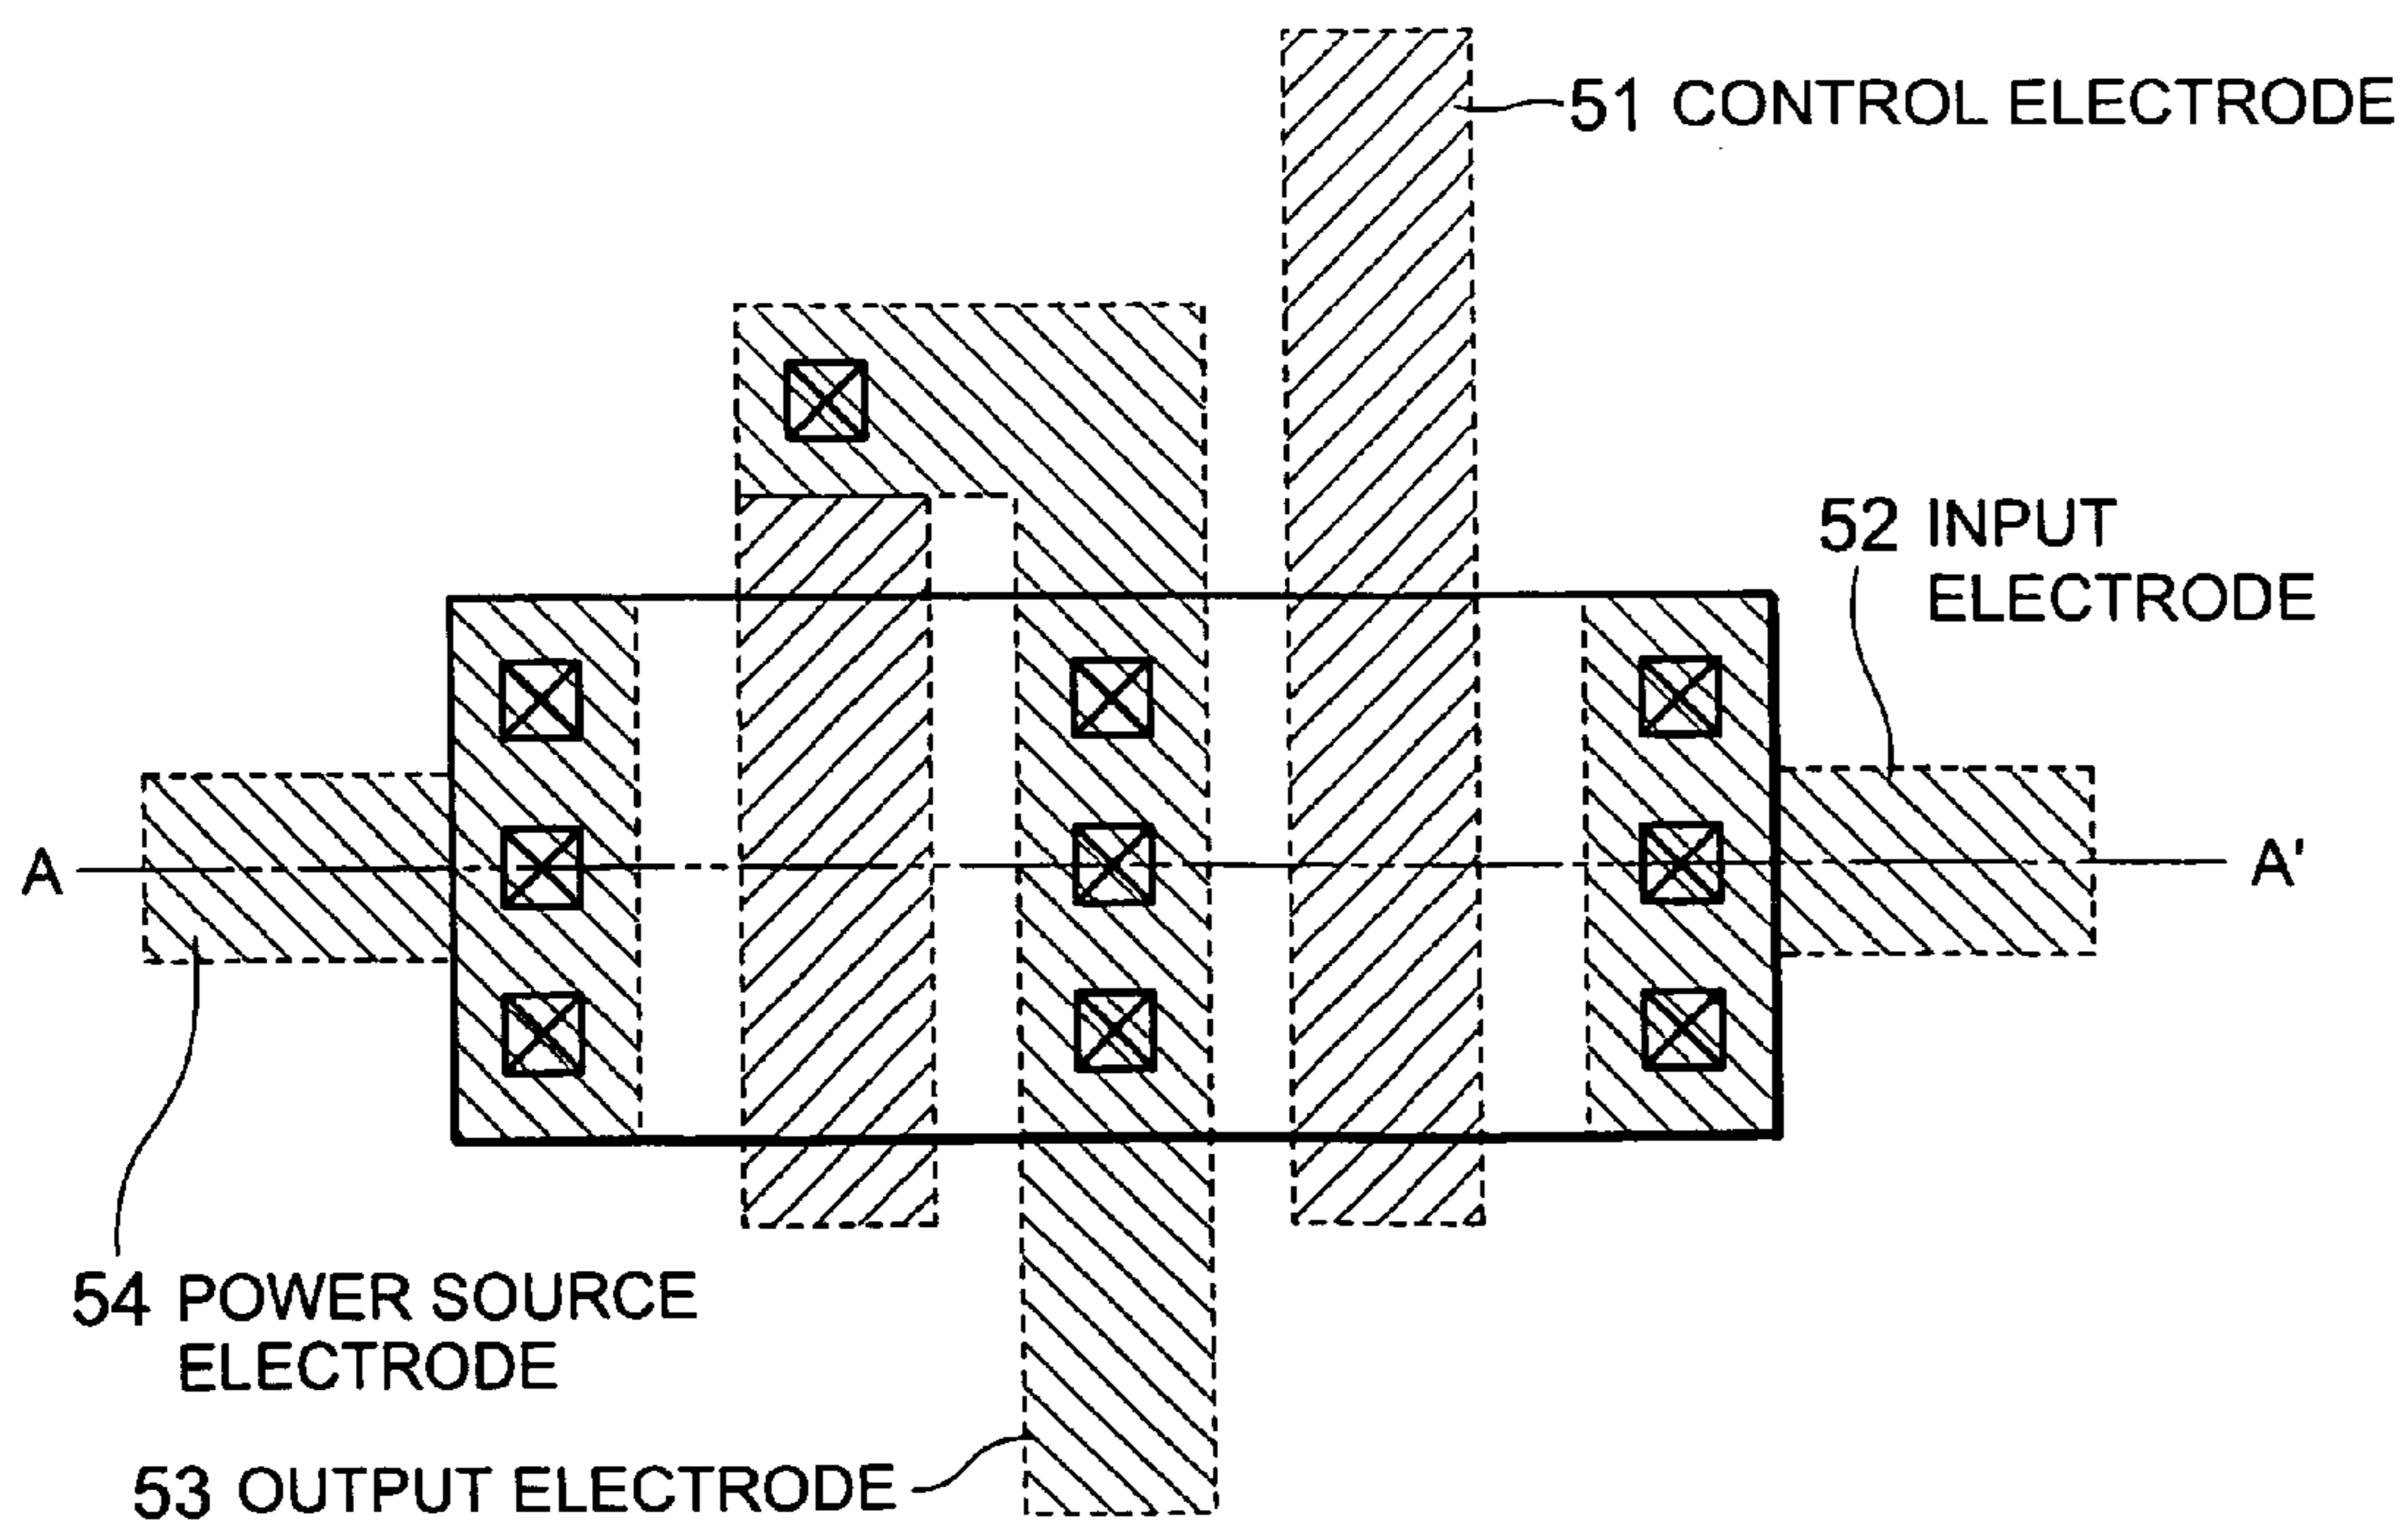 51 CONTROL ELECTRODE
52 INPUT
ELECTRODE
A
A'
54 POWER SOURCE
ELECTRODE
53 OUTPUT ELECTRODE